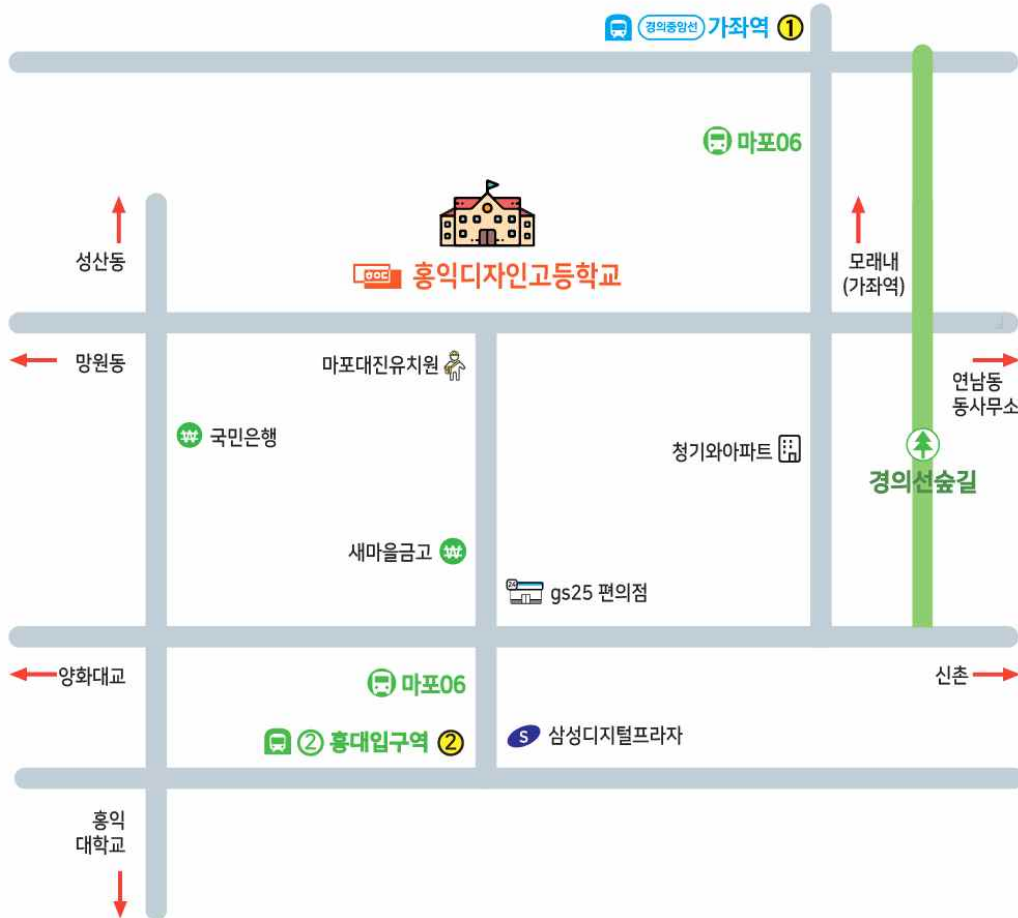 경의중앙선 가좌역 1
마포06
성산동
홍익디자인고등학교
모래내
(가좌역)
망원동
마포대진유치원
연남동
동사무소
국민은행
청기와아파트
경의선숲길
새마을금고
24
gs25 편의점
양화대교
신촌
마포06
2 홍대입구역 2
S 삼성디지털프라자
홍익
대학교